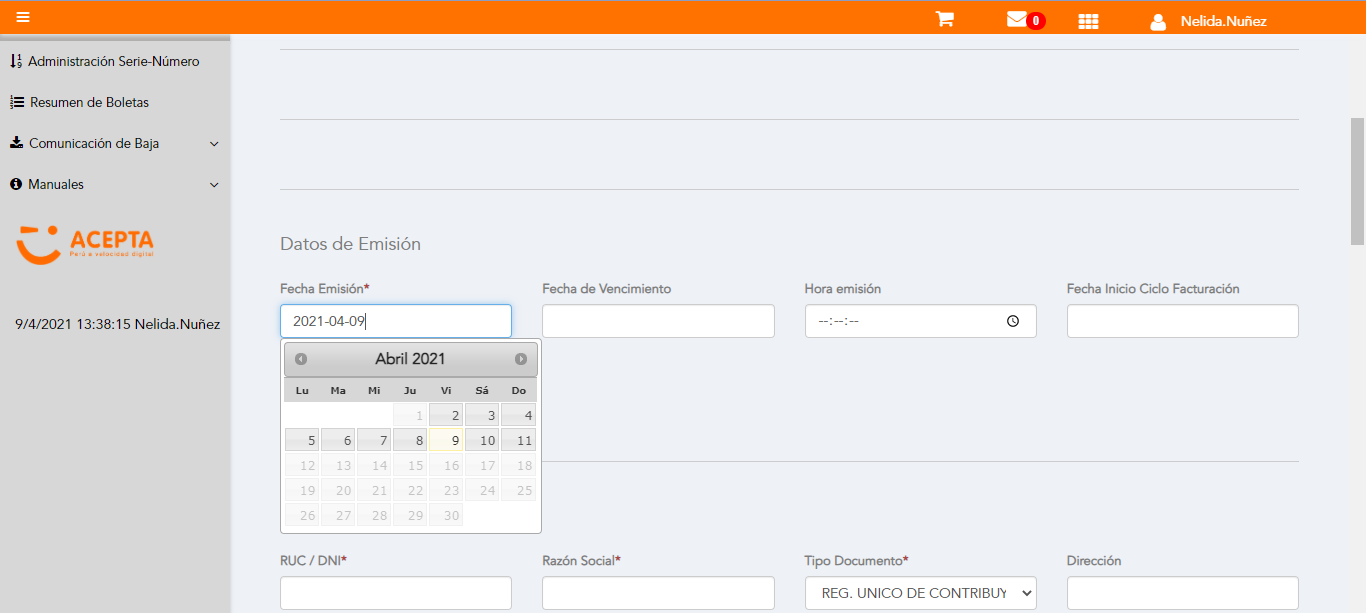 0
Nelida.Nuñez
Administración Serie-Número
Resumen de Boletas
Comunicación de Baja
Manuales
ACEPTA
Perú a velocidad digital
9/4/2021 13:38:15 Nelida.Nuñez
Datos de Emisión
Fecha Emisión* Fecha de Vencimiento Hora emisión Fecha Inicio Ciclo Facturación
2021-04-09 --:--:--
Abril 2021
Lu Ma Mi Ju Vi Sá Do
1 2 3 4
5 6 7 8 9 10 11
12 13 14 15 16 17 18
19 20 21 22 23 24 25
26 27 28 29 30
RUC / DNI* Razón Social* Tipo Documento* Dirección
REG. UNICO DE CONTRIBUY